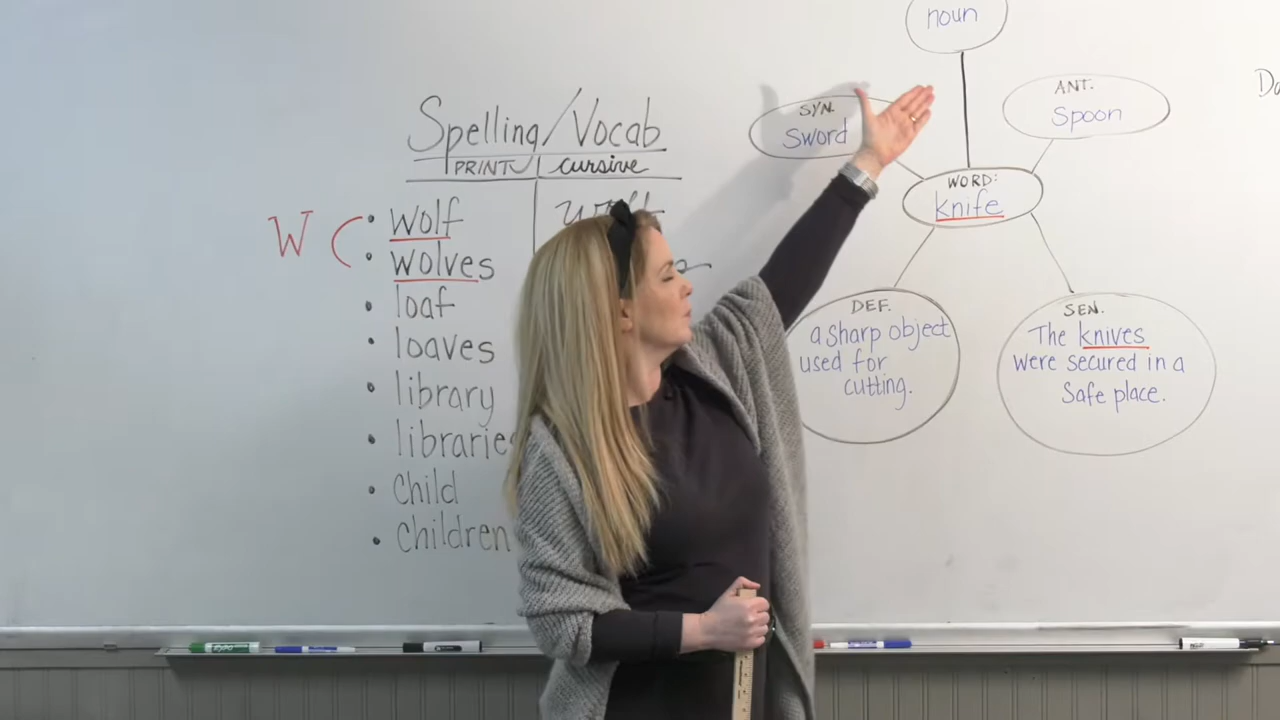 Spelling/Vocab
PRINT cursive
W C
wolf
wolves
loaf
loaves
library
libraries
child
children
noun
SYN.
sword
ANT.
Spoon
WORD:
knife
DEF.
a sharp object
used for
cutting.
SEN.
The knives
were secured in a
safe place.